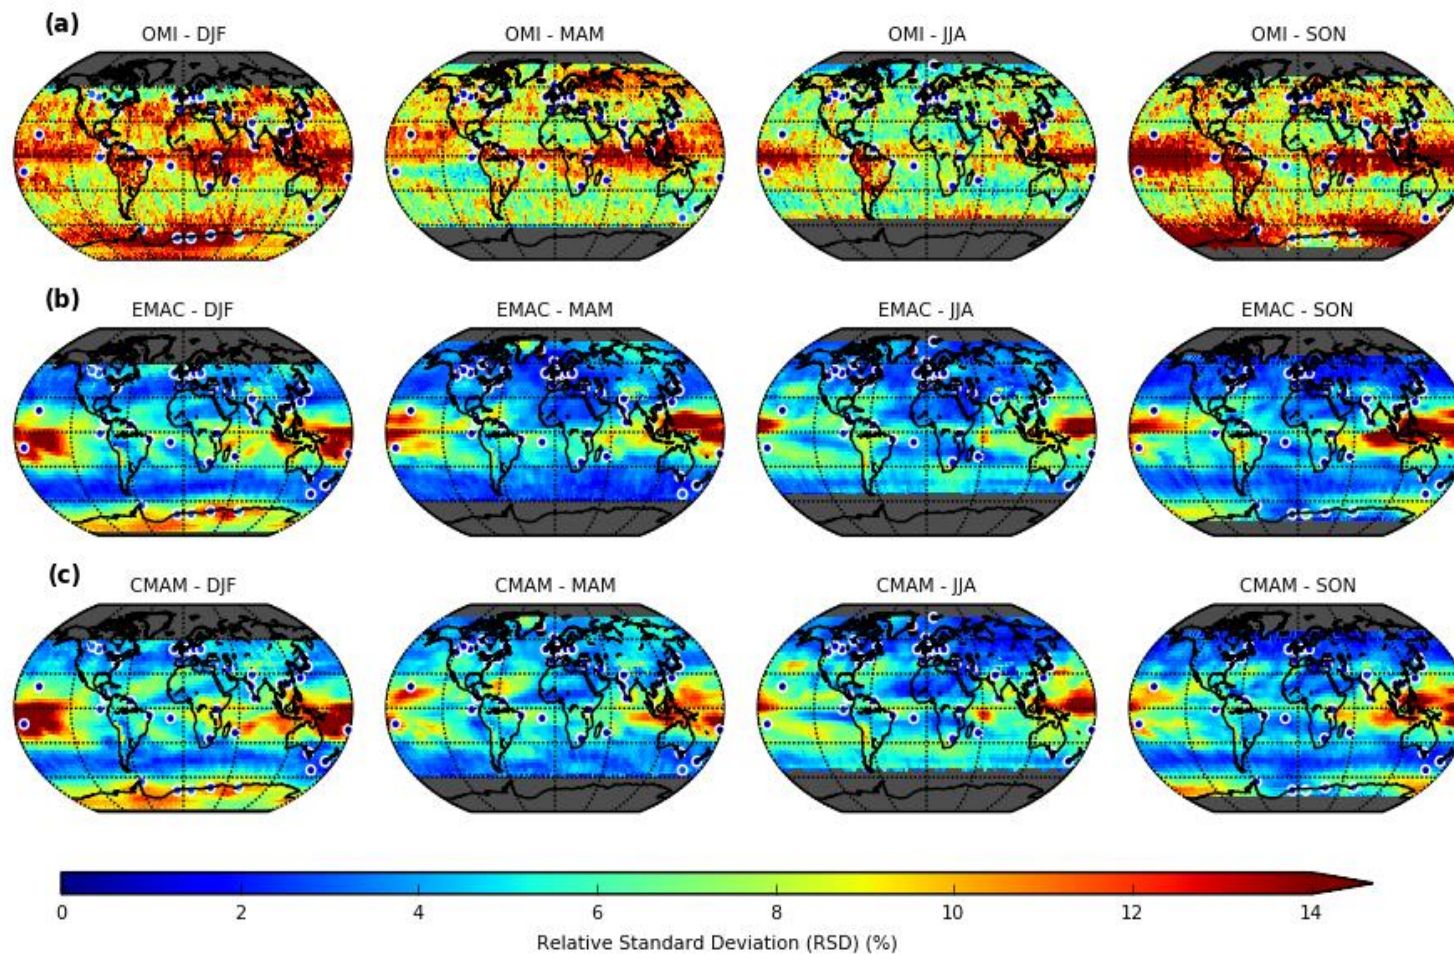 (a)
OMI - DJF OMI - MAM OMI - JJA OMI - SON
(b)
EMAC - DJF EMAC - MAM EMAC - JJA EMAC - SON
(c)
CMAM - DJF CMAM - MAM CMAM - JJA CMAM - SON
0 2 4 6 8 10 12 14
Relative Standard Deviation (RSD) (%)